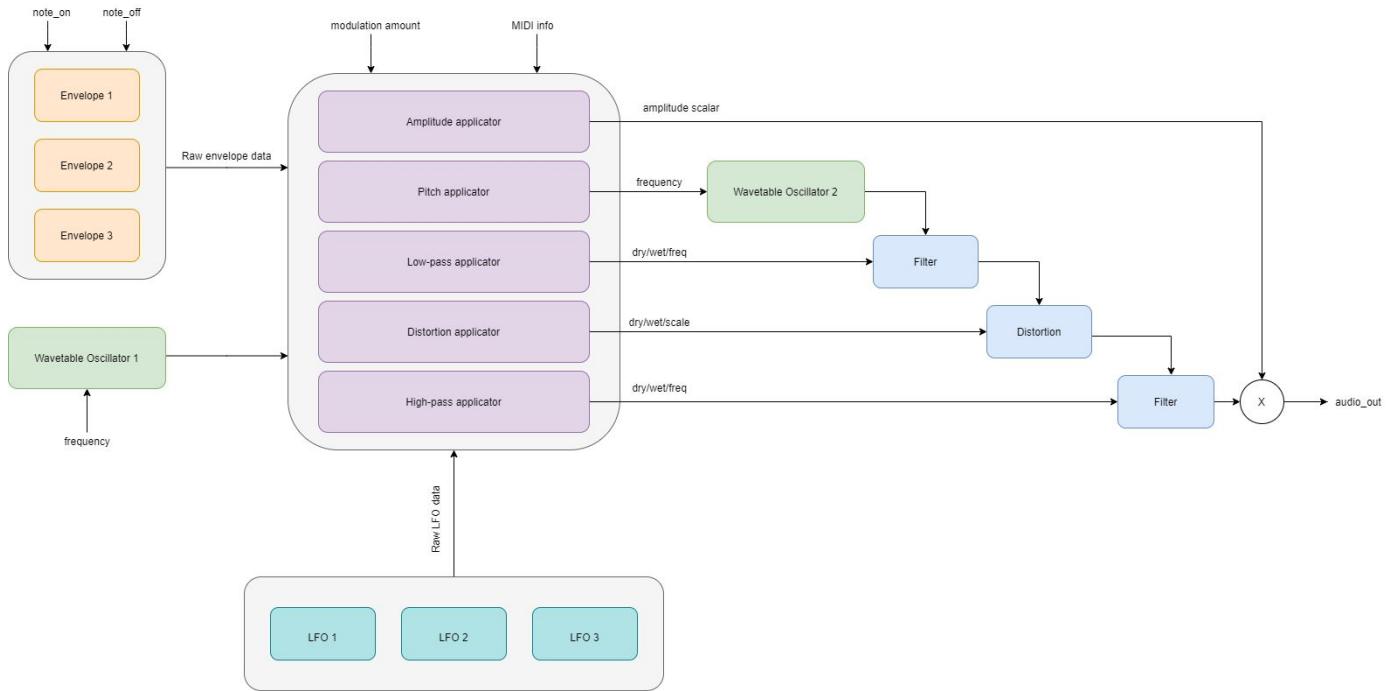 note_on
note_off
modulation amount
MIDI info
Envelope 1
Envelope 2
Envelope 3
Raw envelope data
Amplitude applicator
amplitude scalar
Pitch applicator
frequency
Wavetable Oscillator 2
Low-pass applicator
dry/wet/freq
Filter
Distortion applicator
dry/wet/scale
Distortion
High-pass applicator
dry/wet/freq
Filter
X
audio_out
Wavetable Oscillator 1
frequency
Raw LFO data
LFO 1
LFO 2
LFO 3